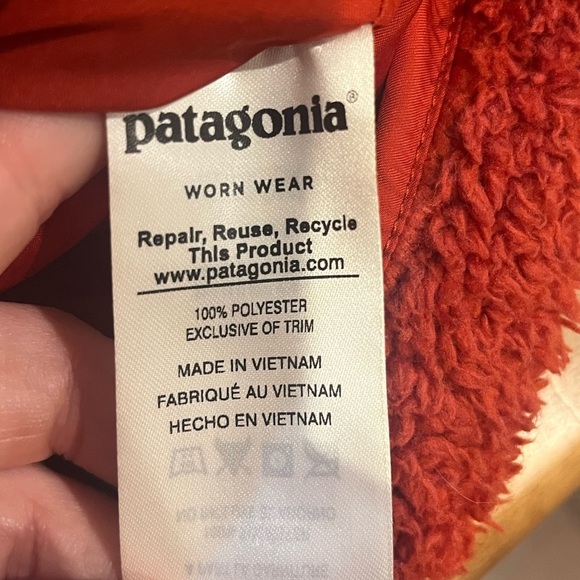 patagonia®
WORN WEAR
Repair, Reuse, Recycle
This Product
www.patagonia.com
100% POLYESTER
EXCLUSIVE OF TRIM
MADE IN VIETNAM
FABRIQUÉ AU VIETNAM
HECHO EN VIETNAM